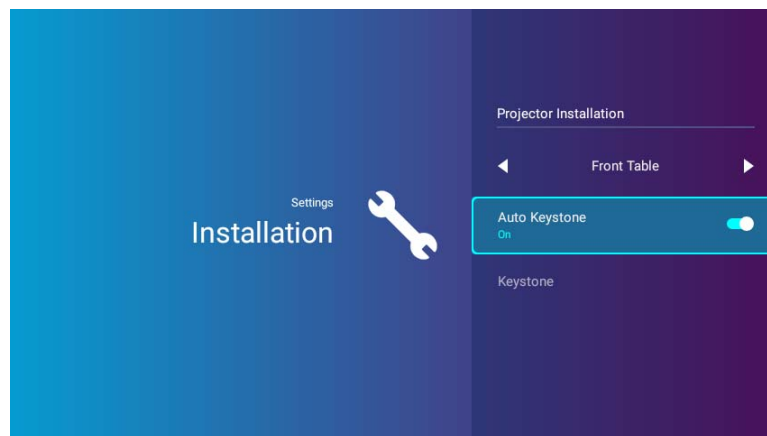 Settings
Installation
Projector Installation
Front Table
Auto Keystone
On
Keystone